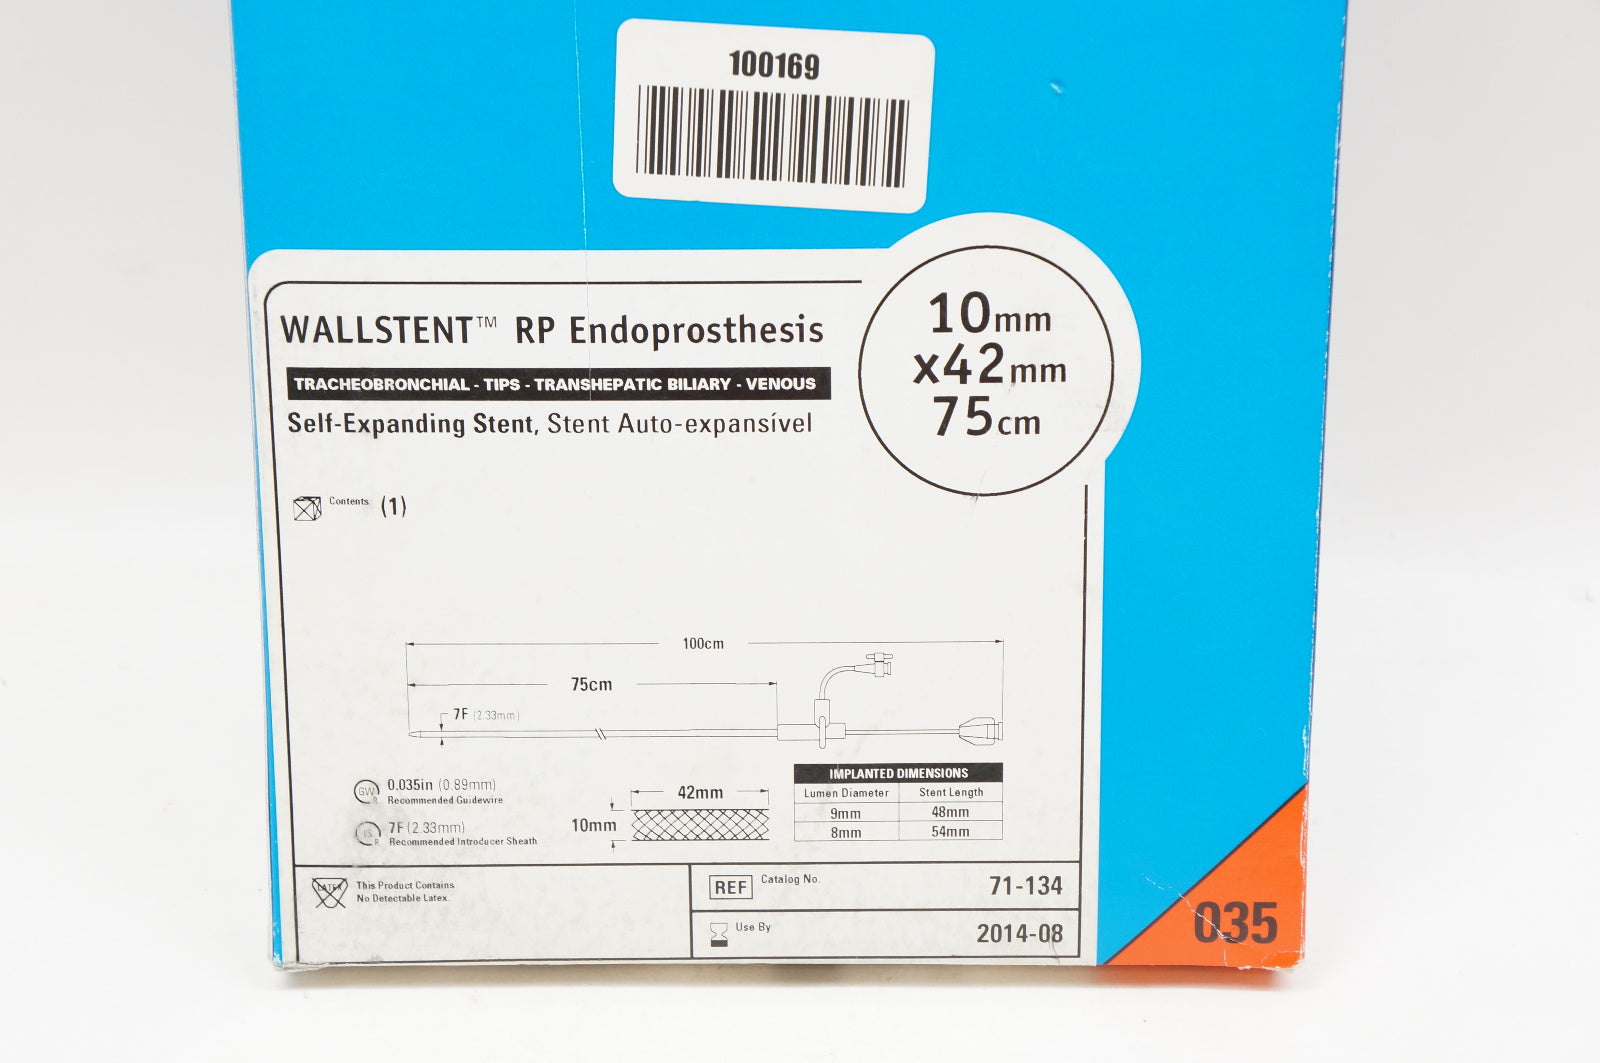 100169
WALLSTENT™ RP Endoprosthesis
TRACHEOBRONCHIAL - TIPS - TRANSHEPATIC BILIARY - VENOUS
Self-Expanding Stent, Stent Auto-expansível
10mm
x42mm
75cm
Contents (1)
100cm
75cm
7F (2.33mm)
GW R 0.035in (0.89mm)
Recommended Guidewire
IS R 7F (2.33mm)
Recommended Introducer Sheath
42mm
10mm
IMPLANTED DIMENSIONS
Lumen Diameter Stent Length
9mm 48mm
8mm 54mm
LATEX This Product Contains
No Detectable Latex.
REF Catalog No. 71-134
Use By 2014-08
035